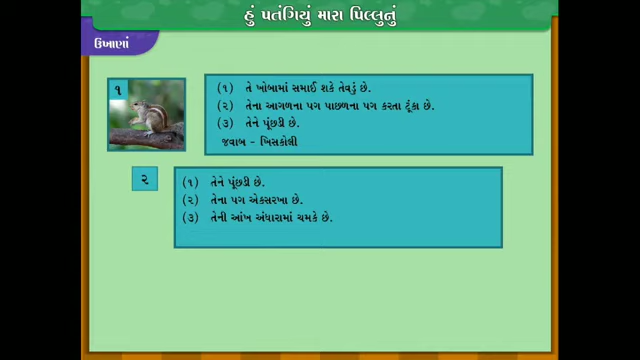 હું પતંગિયું મારા પિલ્લુનું
ઉખાણાં
૧
(૧) તે ખોબામાં સમાઈ શકે તેવડું છે.
(૨) તેના આગળના પગ પાછળના પગ કરતા ટૂંકા છે.
(૩) તેને પૂંછડી છે.
જવાબ - ખિસકોલી
૨
(૧) તેને પૂંછડી છે.
(૨) તેના પગ એકસરખા છે.
(૩) તેની આંખ અંધારામાં ચમકે છે.